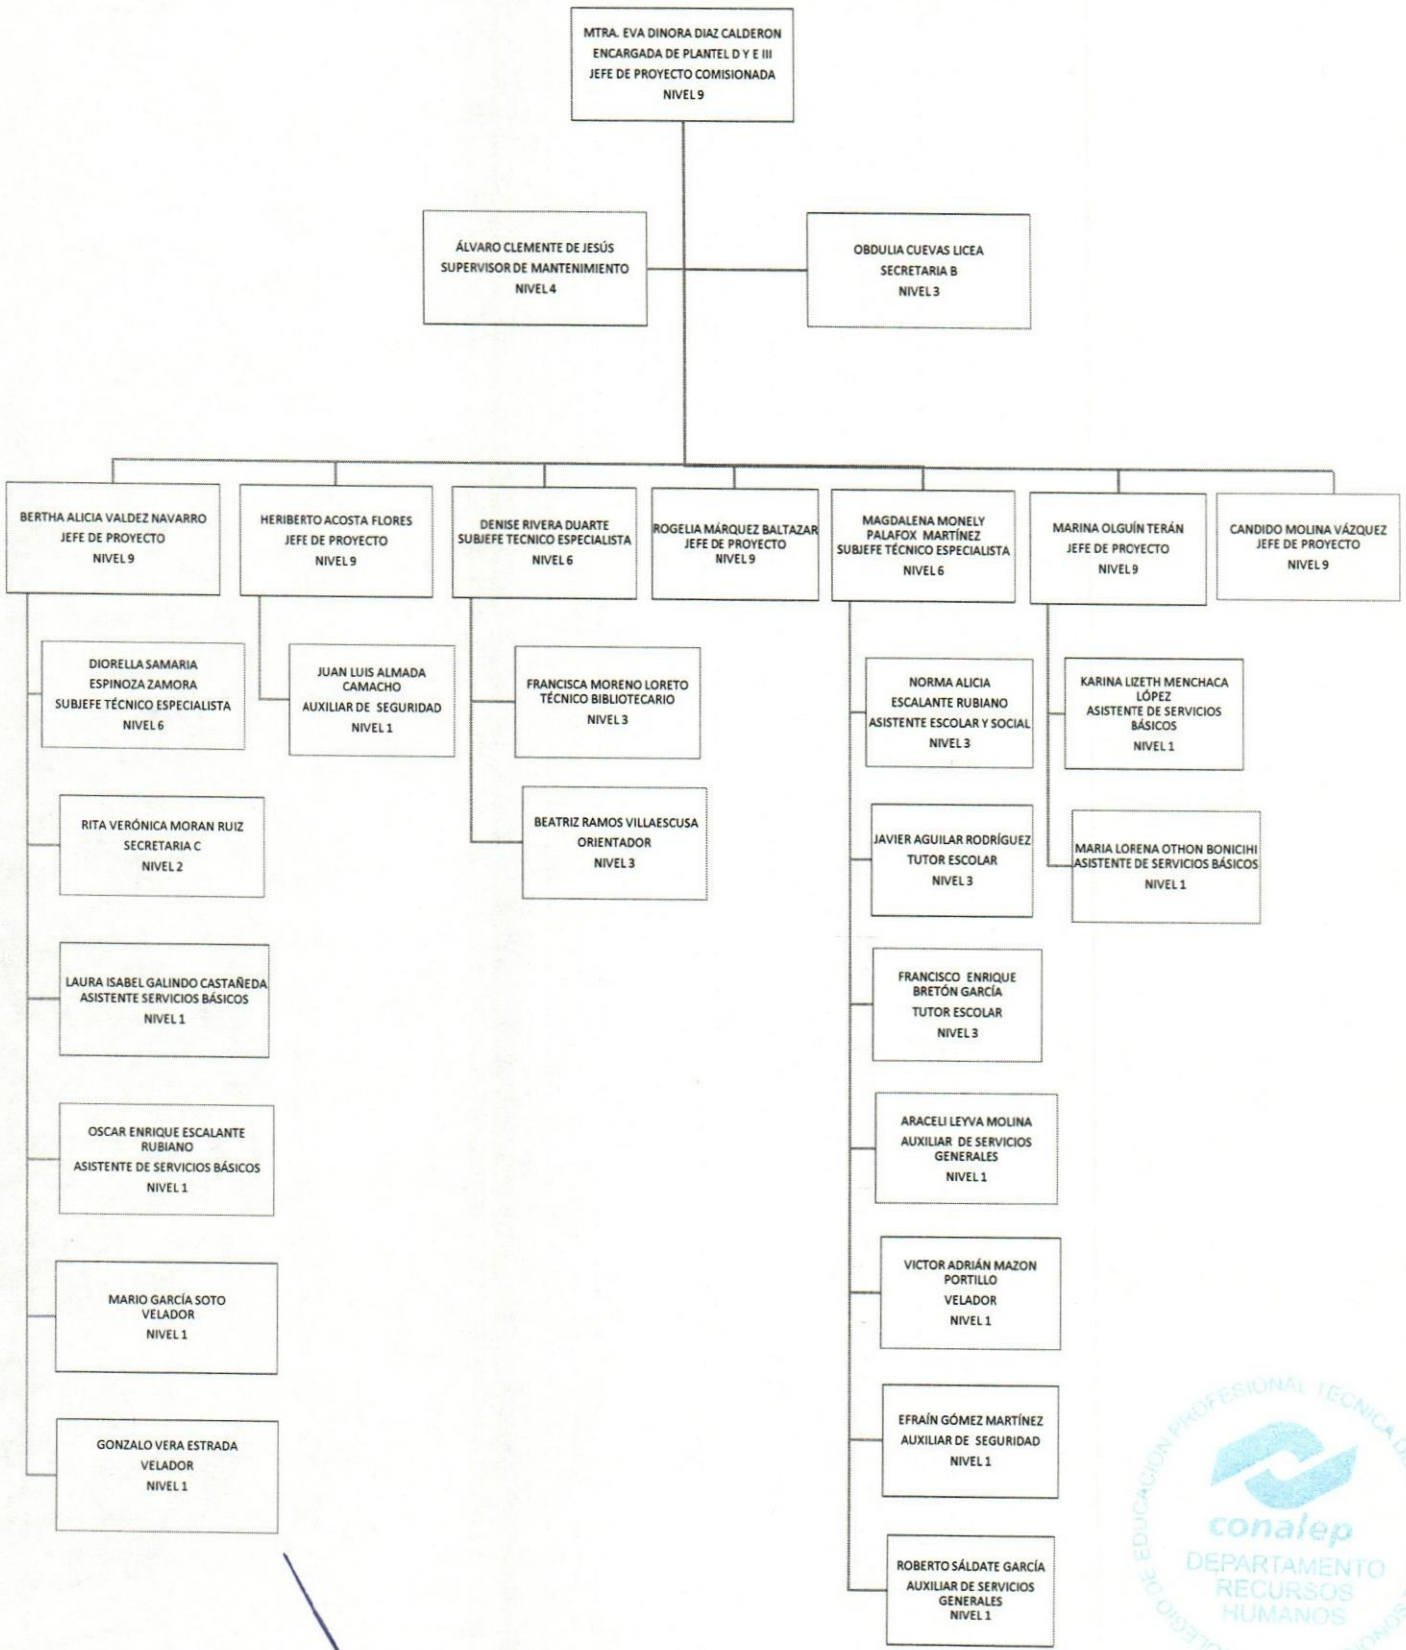 MTRA. EVA DINORA DIAZ CALDERON
ENCARGADA DE PLANTEL D Y E III
JEFE DE PROYECTO COMISIONADA
NIVEL 9
ÁLVARO CLEMENTE DE JESÚS
SUPERVISOR DE MANTENIMIENTO
NIVEL 4
OBDULIA CUEVAS LICEA
SECRETARIA B
NIVEL 3
BERTHA ALICIA VALDEZ NAVARRO
JEFE DE PROYECTO
NIVEL 9
HERIBERTO ACOSTA FLORES
JEFE DE PROYECTO
NIVEL 9
DENISE RIVERA DUARTE
SUBJEFE TECNICO ESPECIALISTA
NIVEL 6
ROGELIA MÁRQUEZ BALTAZAR
JEFE DE PROYECTO
NIVEL 9
MAGDALENA MONELY
PALAFOX MARTÍNEZ
SUBJEFE TÉCNICO ESPECIALISTA
NIVEL 6
MARINA OLGUÍN TERÁN
JEFE DE PROYECTO
NIVEL 9
CANDIDO MOLINA VÁZQUEZ
JEFE DE PROYECTO
NIVEL 9
DIORELLA SAMARIA
ESPINOZA ZAMORA
SUBJEFE TÉCNICO ESPECIALISTA
NIVEL 6
RITA VERÓNICA MORAN RUIZ
SECRETARIA C
NIVEL 2
LAURA ISABEL GALINDO CASTAÑEDA
ASISTENTE SERVICIOS BÁSICOS
NIVEL 1
OSCAR ENRIQUE ESCALANTE
RUBIANO
ASISTENTE DE SERVICIOS BÁSICOS
NIVEL 1
MARIO GARCÍA SOTO
VELADOR
NIVEL 1
GONZALO VERA ESTRADA
VELADOR
NIVEL 1
JUAN LUIS ALMADA
CAMACHO
AUXILIAR DE SEGURIDAD
NIVEL 1
FRANCISCA MORENO LORETO
TÉCNICO BIBLIOTECARIO
NIVEL 3
BEATRIZ RAMOS VILLAESCUSA
ORIENTADOR
NIVEL 3
NORMA ALICIA
ESCALANTE RUBIANO
ASISTENTE ESCOLAR Y SOCIAL
NIVEL 3
JAVIER AGUILAR RODRÍGUEZ
TUTOR ESCOLAR
NIVEL 3
FRANCISCO ENRIQUE
BRETÓN GARCÍA
TUTOR ESCOLAR
NIVEL 3
ARACELI LEYVA MOLINA
AUXILIAR DE SERVICIOS
GENERALES
NIVEL 1
VICTOR ADRIÁN MAZON
PORTILLO
VELADOR
NIVEL 1
EFRAÍN GÓMEZ MARTÍNEZ
AUXILIAR DE SEGURIDAD
NIVEL 1
ROBERTO SÁLDATE GARCÍA
AUXILIAR DE SERVICIOS
GENERALES
NIVEL 1
KARINA LIZETH MENCHACA
LÓPEZ
ASISTENTE DE SERVICIOS
BÁSICOS
NIVEL 1
MARIA LORENA OTHON BONICIHI
ASISTENTE DE SERVICIOS BÁSICOS
NIVEL 1
DE EDUCACION PROFESIONAL TECNICA
conalep
DEPARTAMENTO
RECURSOS
HUMANOS